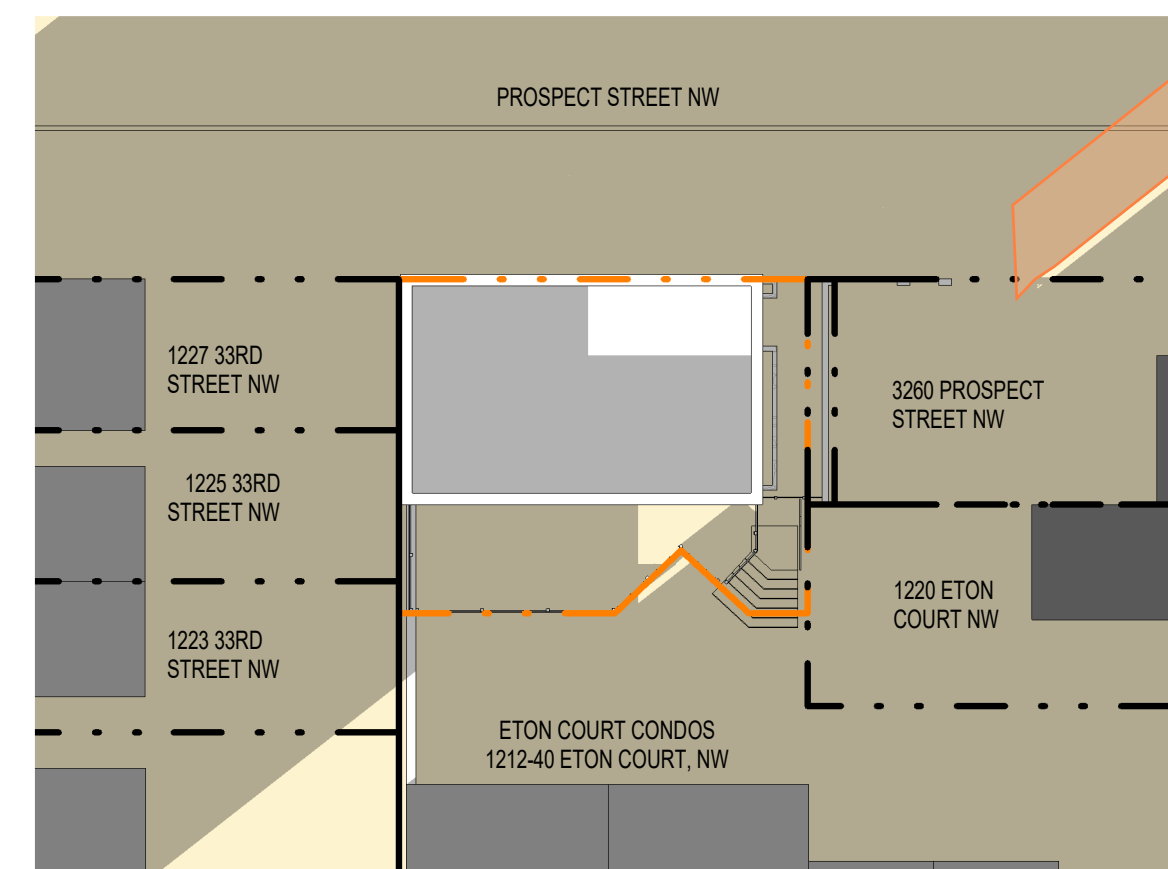 PROSPECT STREET NW
1227 33RD
STREET NW
3260 PROSPECT
STREET NW
1225 33RD
STREET NW
1220 ETON
COURT NW
1223 33RD
STREET NW
ETON COURT CONDOS
1212-40 ETON COURT, NW